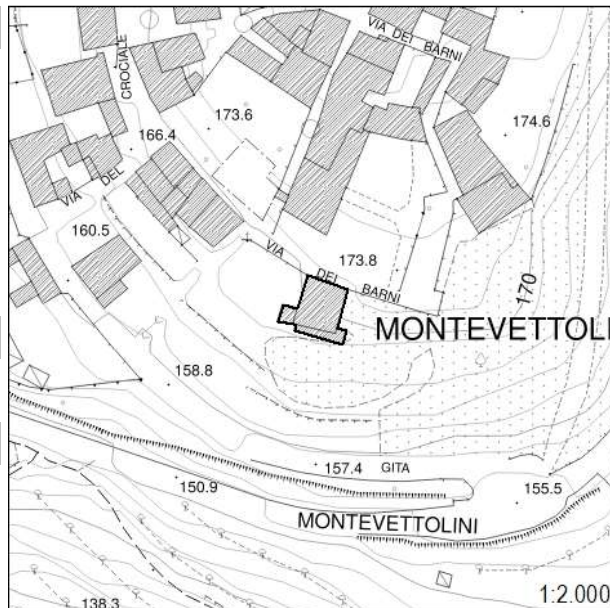 VIA DEI BARNI
CROCIALE
173.6
174.6
166.4
VIA DEL
160.5
VIA DEI BARNI
173.8
170
MONTEVETTOLI
158.8
157.4
GITA
150.9
155.5
MONTEVETTOLINI
138.3
1:2.000